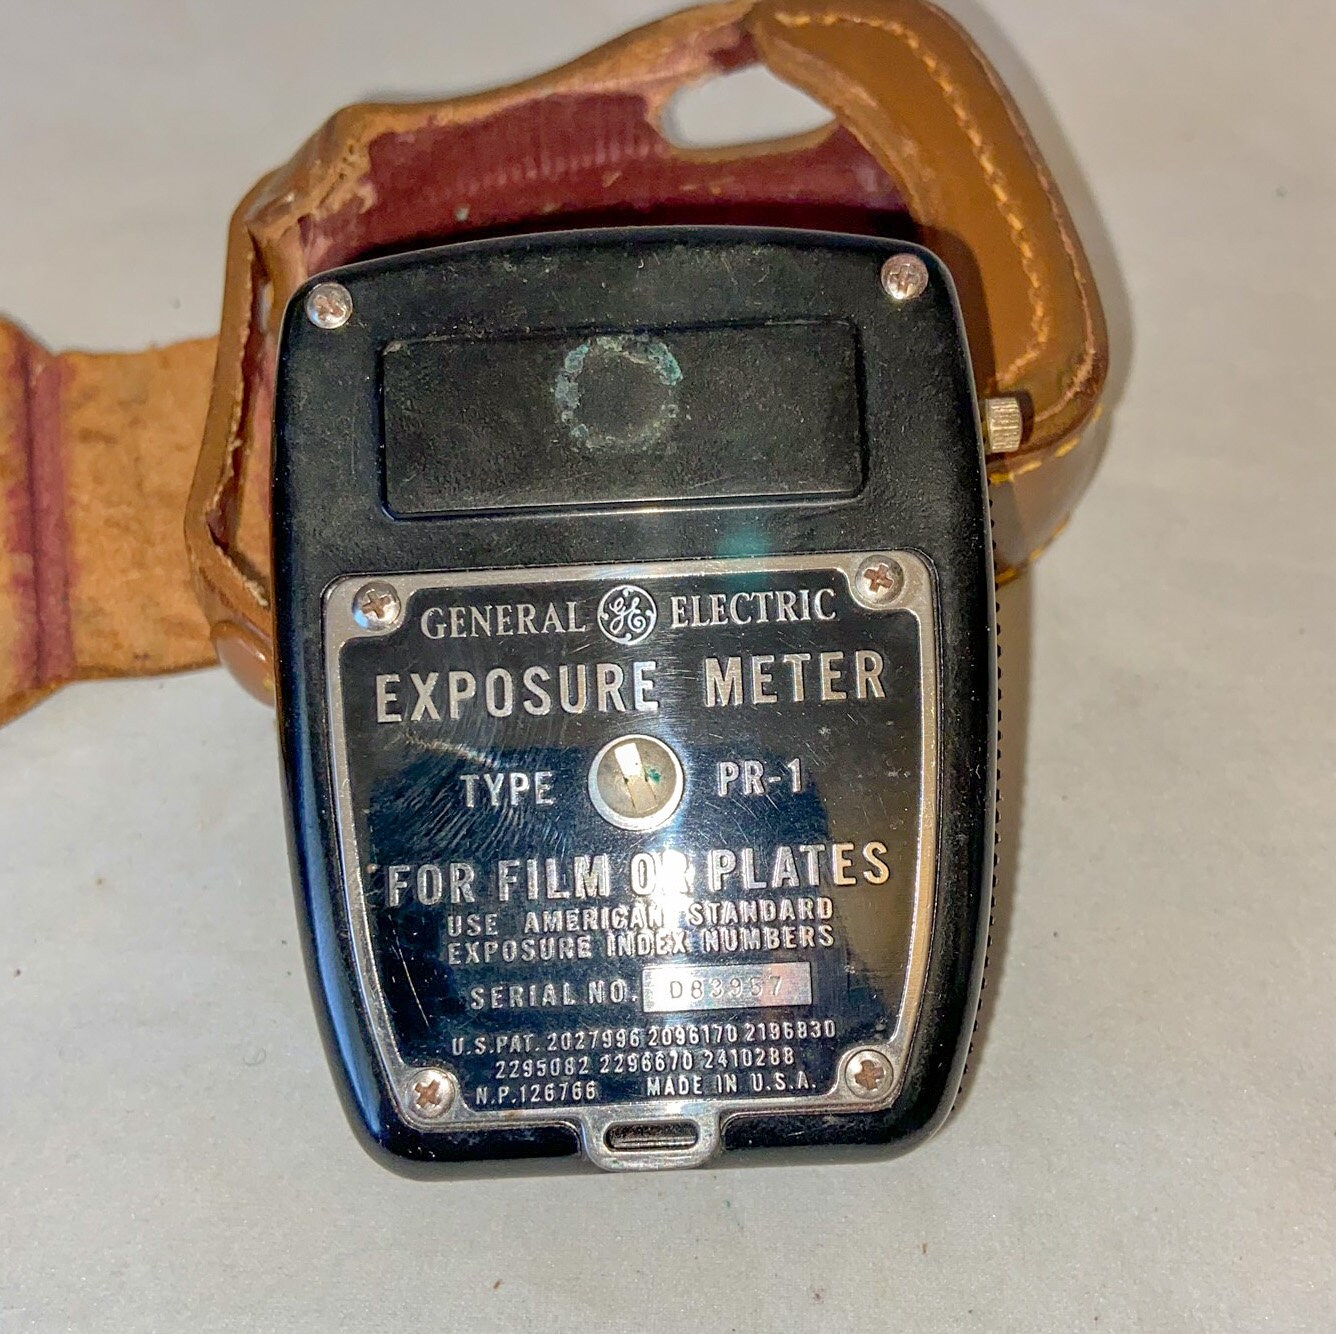 GENERAL GE ELECTRIC
EXPOSURE METER
TYPE PR-1
FOR FILM OR PLATES
USE AMERICAN STANDARD
EXPOSURE INDEX NUMBERS
SERIAL NO. D83957
U.S.PAT. 2027996 2096170 2196830
2295082 2296670 2410288
N.P.126766 MADE IN U.S.A.